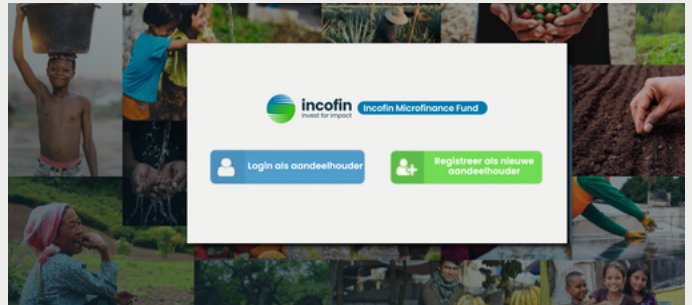 incofin
invest for impact
Incofin Microfinance Fund
Login als aandeelhouder
Registreer als nieuwe
aandeelhouder